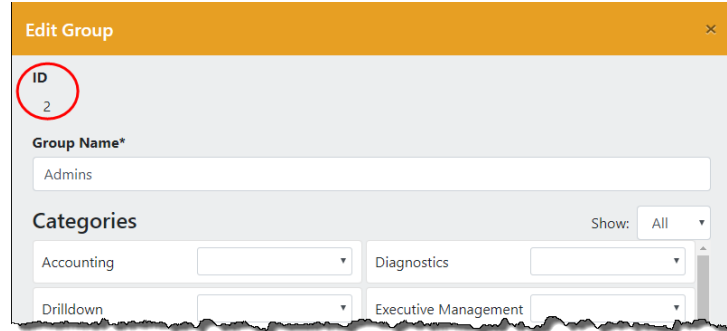 Edit Group ×
ID
2
Group Name*
Admins
Categories Show: All
Accounting Diagnostics
Drilldown Executive Management